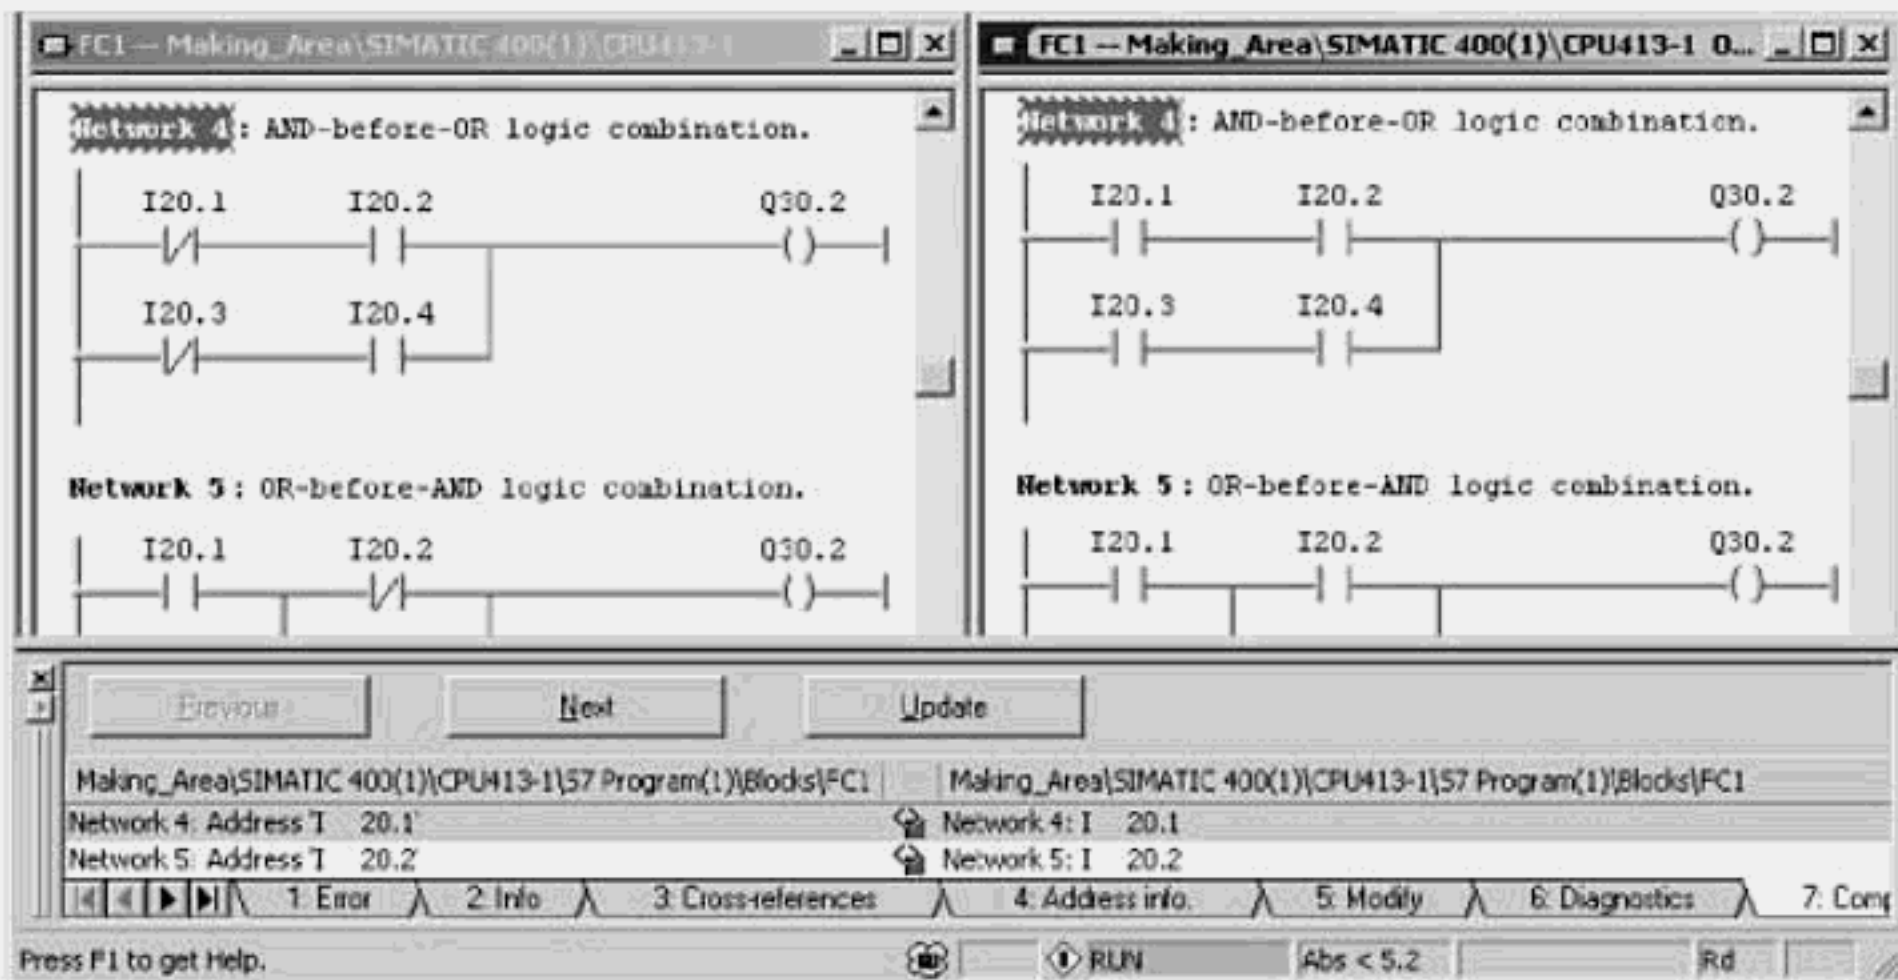 FC1 -- Making_Area\SIMATIC 400(1)\CPU413-1
Network 4: AND-before-OR logic combination.
I20.1 I20.2 Q30.2
I20.3 I20.4
Network 5: OR-before-AND logic combination.
I20.1 I20.2 Q30.2
FC1 -- Making_Area\SIMATIC 400(1)\CPU413-1 O...
Network 4: AND-before-OR logic combination.
I20.1 I20.2 Q30.2
I20.3 I20.4
Network 5: OR-before-AND logic combination.
I20.1 I20.2 Q30.2
Previous Next Update
Making_Area\SIMATIC 400(1)\CPU413-1\S7 Program(1)\Blocks\FC1 Making_Area\SIMATIC 400(1)\CPU413-1\S7 Program(1)\Blocks\FC1
Network 4: Address 'I 20.1' Network 4: I 20.1
Network 5: Address 'I 20.2' Network 5: I 20.2
1: Error 2: Info 3: Cross-references 4: Address info. 5: Modify 6: Diagnostics 7: Comp
Press F1 to get Help. RUN Abs < 5.2 Rd